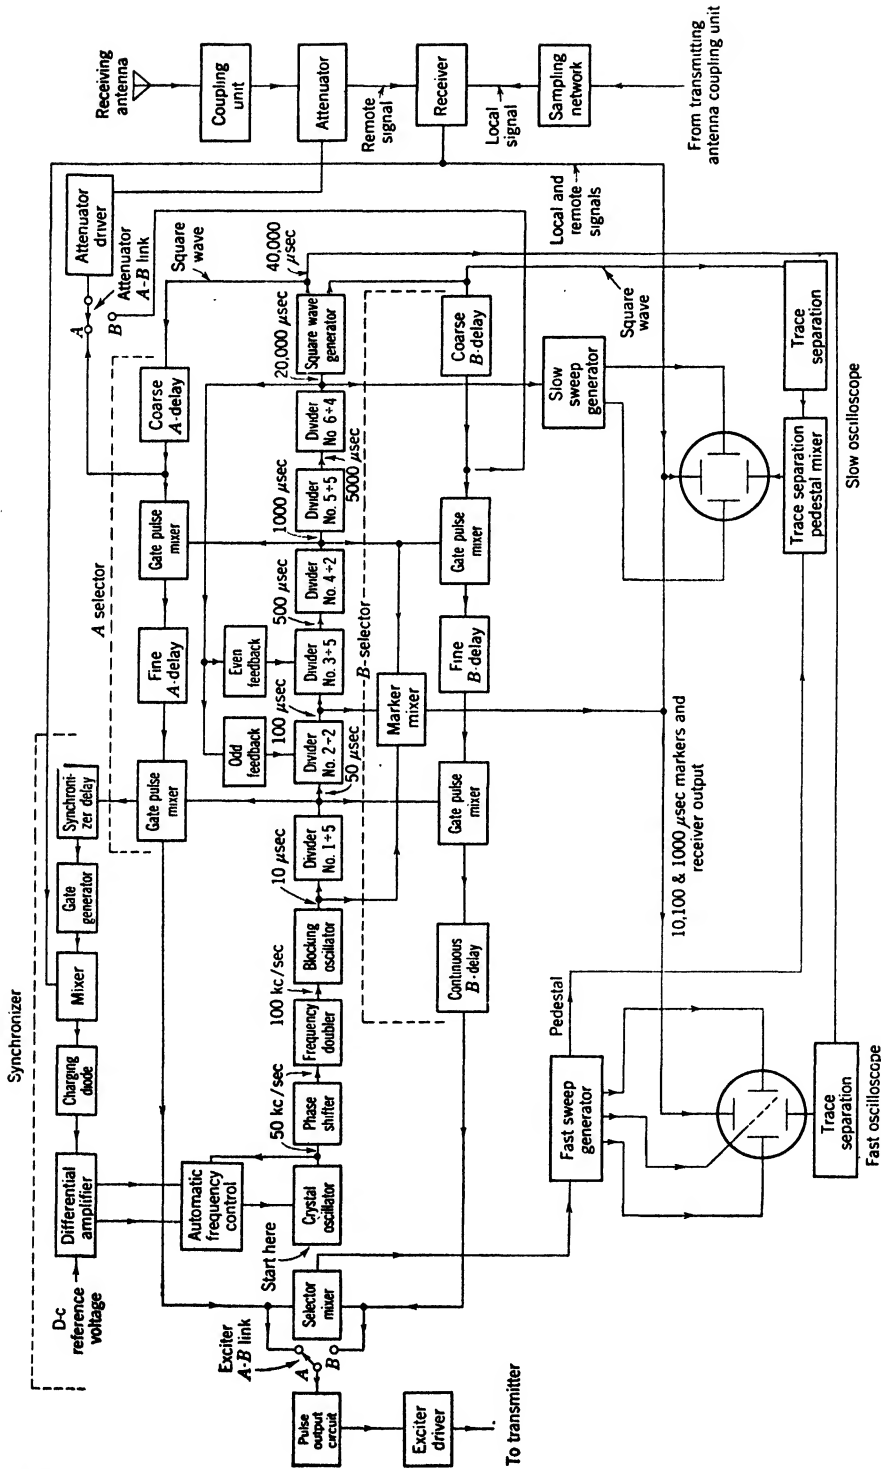 Synchronizer
D-c
reference
voltage
Differential
amplifier
Charging
diode
Mixer
Gate
generator
Synchroni-
zer delay
A selector
Gate pulse
mixer
Fine
A-delay
Gate pulse
mixer
Coarse
A-delay
A
B
Attenuator
A-B link
Attenuator
driver
Square
wave
Receiving
antenna
Coupling
unit
Attenuator
Remote
signal
Receiver
Local
signal
Sampling
network
From transmitting
antenna coupling unit
Local and
remote
signals
Automatic
frequency
control
Odd
feedback
Even
feedback
Start here
Crystal
oscillator
50 kc/sec
Phase
shifter
Frequency
doubler
100 kc/sec
Blocking
oscillator
10 μsec
Divider
No. 1÷5
50 μsec
Divider
No. 2÷2
100 μsec
Divider
No. 3÷5
500 μsec
Divider
No. 4÷2
1000 μsec
Divider
No. 5÷5
5000 μsec
Divider
No 6÷4
20,000 μsec
Square wave
generator
40,000
μsec
Exciter
A-B link
A
B
Selector
mixer
Pulse
output
circuit
Exciter
driver
To transmitter
Marker
mixer
B-selector
Continuous
B-delay
Gate pulse
mixer
Fine
B-delay
Gate pulse
mixer
Coarse
B-delay
Square
wave
Slow
sweep
generator
10,100 & 1000 μsec markers and
receiver output
Pedestal
Fast sweep
generator
Trace
separation
Fast oscilloscope
Trace separation
pedestal mixer
Trace
separation
Slow oscilloscope